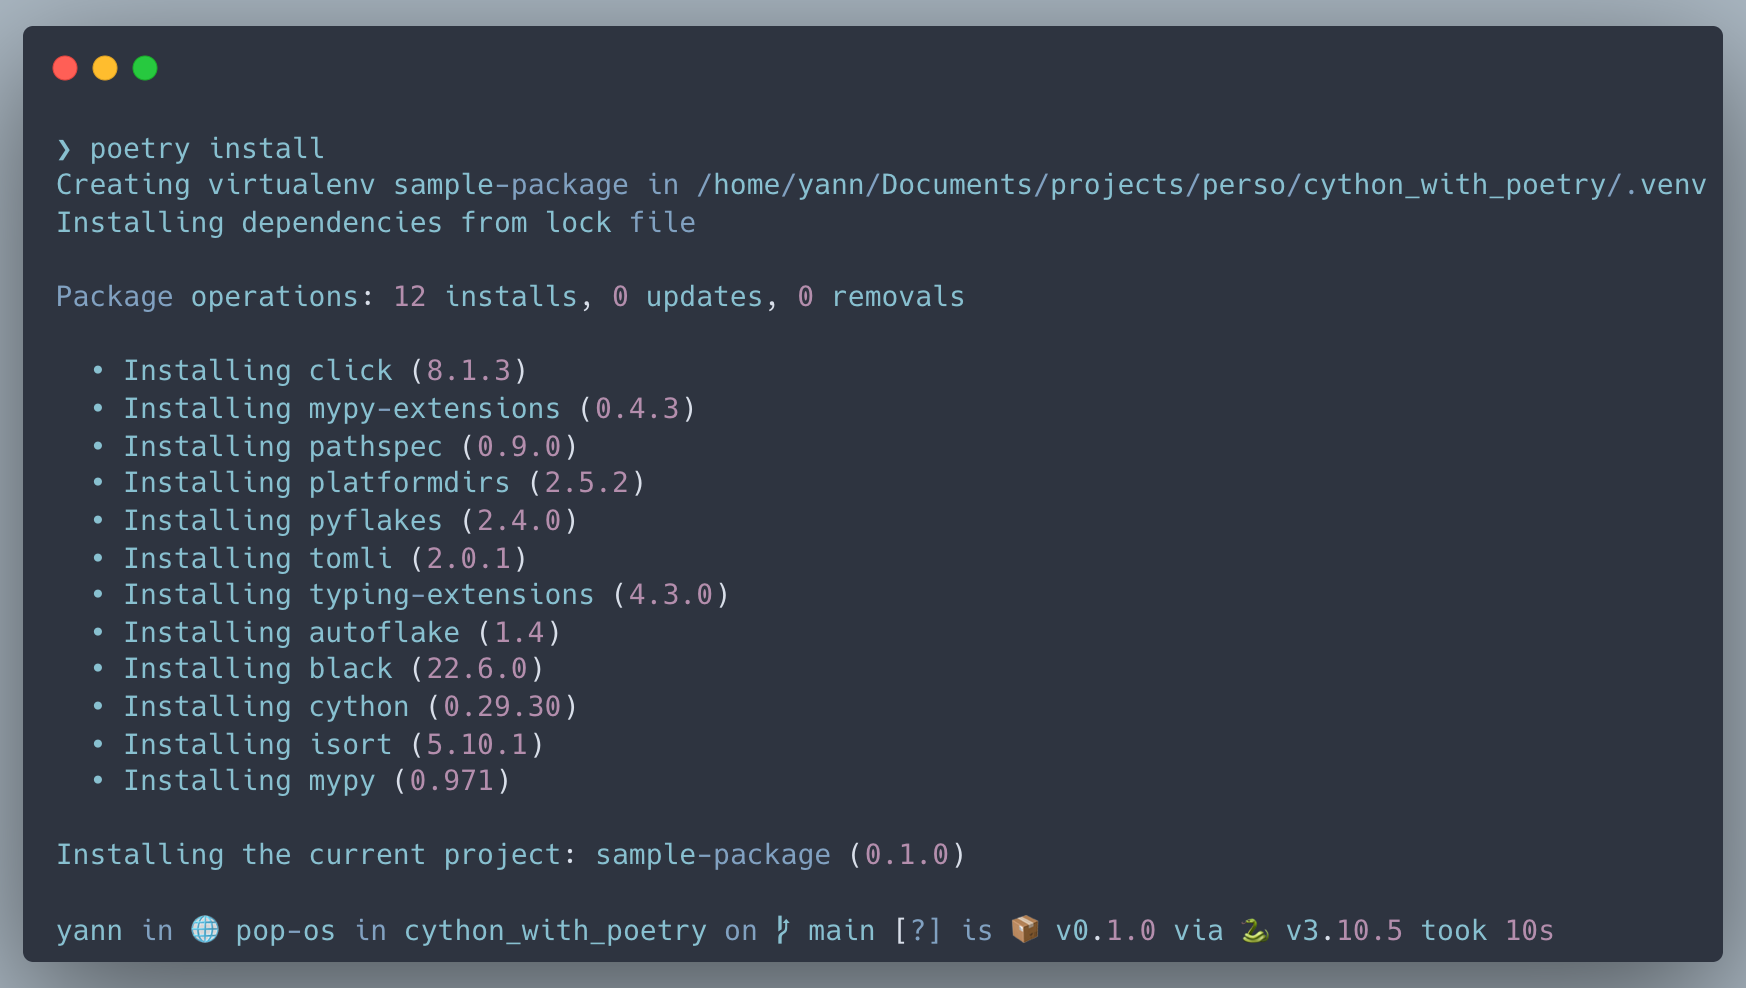 ❯ poetry install
Creating virtualenv sample-package in /home/yann/Documents/projects/perso/cython_with_poetry/.venv
Installing dependencies from lock file
Package operations: 12 installs, 0 updates, 0 removals
• Installing click (8.1.3)
• Installing mypy-extensions (0.4.3)
• Installing pathspec (0.9.0)
• Installing platformdirs (2.5.2)
• Installing pyflakes (2.4.0)
• Installing tomli (2.0.1)
• Installing typing-extensions (4.3.0)
• Installing autoflake (1.4)
• Installing black (22.6.0)
• Installing cython (0.29.30)
• Installing isort (5.10.1)
• Installing mypy (0.971)
Installing the current project: sample-package (0.1.0)
yann in 🌐 pop-os in cython_with_poetry on  main [?] is 📦 v0.1.0 via 🐍 v3.10.5 took 10s